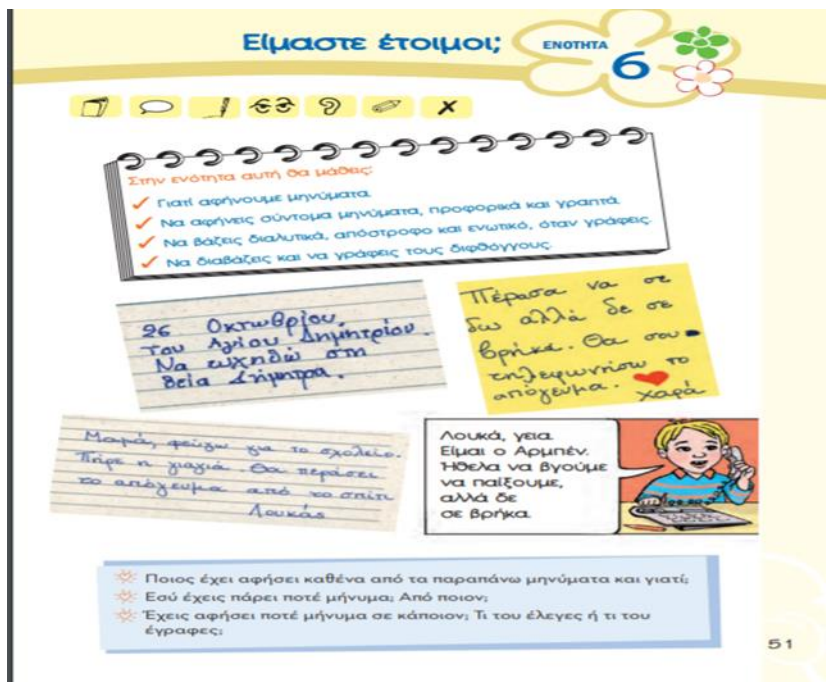 Είμαστε έτοιμοι;
ΕΝΟΤΗΤΑ
6
Στην ενότητα αυτή θα μάθεις:
Γιατί αφήνουμε μηνύματα.
Να αφήνεις σύντομα μηνύματα, προφορικά και γραπτά.
Να βάζεις διαλυτικά, απόστροφο και ενωτικό, όταν γράφεις.
Να διαβάζεις και να γράφεις τους διφθόγγους.
26 Οκτωβρίου,
του Αγίου Δημητρίου.
Να ευχηθώ στη
θεία Δήμητρα.
Πέρασα να σε
δω αλλά δε σε
βρήκα. Θα σου
τηλεφωνήσω το
απόγευμα.
Χαρά
Μαμά, φεύγω για το σχολείο.
Πήρε η γιαγιά. Θα περάσει
το απόγευμα από το σπίτι
Λουκάς
Λουκά, γεια.
Είμαι ο Αρμπέν.
Ήθελα να βγούμε
να παίξουμε,
αλλά δε
σε βρήκα.
Ποιος έχει αφήσει καθένα από τα παραπάνω μηνύματα και γιατί;
Εσύ έχεις πάρει ποτέ μήνυμα; Από ποιον;
Έχεις αφήσει ποτέ μήνυμα σε κάποιον; Τι του έλεγες ή τι του
έγραφες;
51